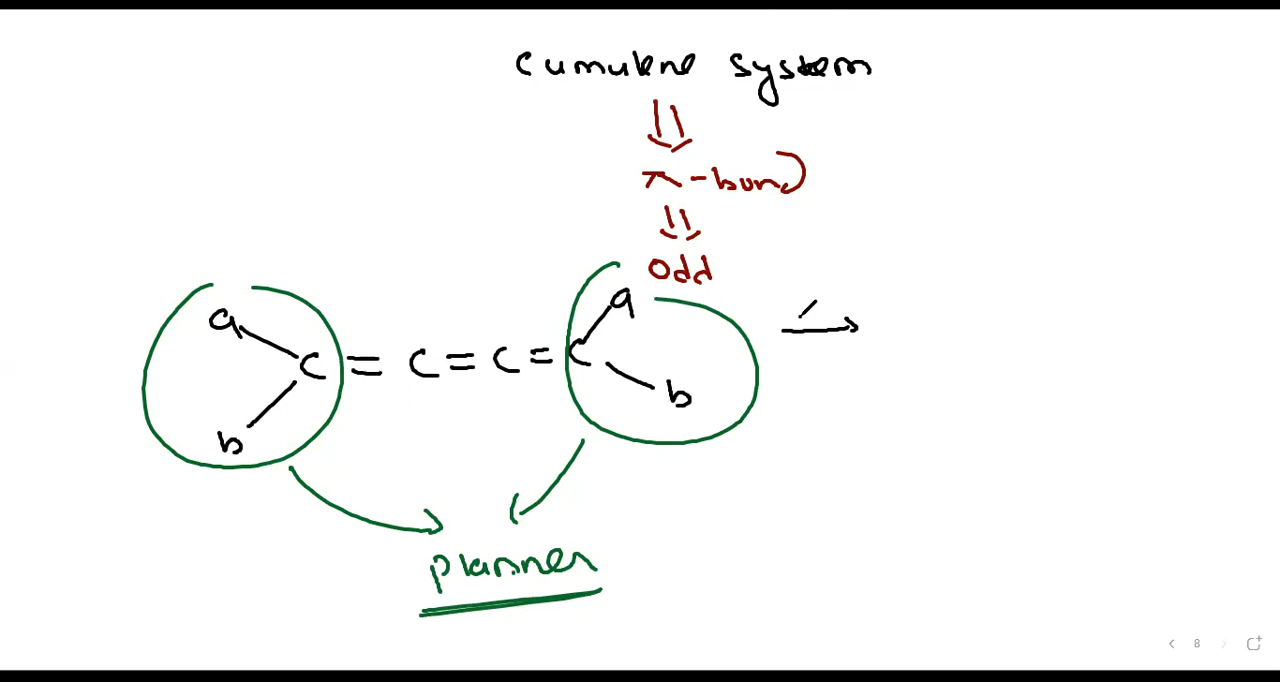 cumulene system
π-bond
odd
a a
C = C = C = C
b b
planner
8